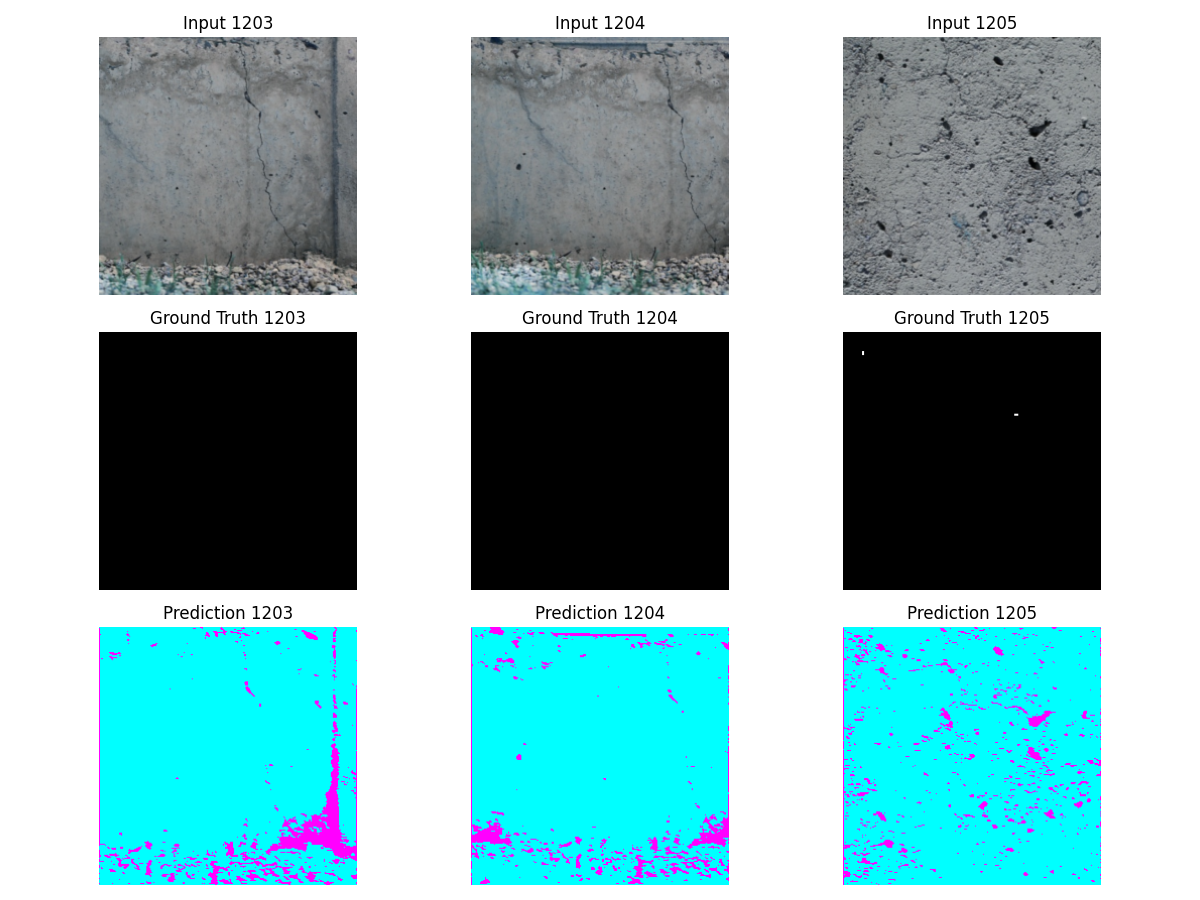 Input 1203
Input 1204
Input 1205
Ground Truth 1203
Ground Truth 1204
Ground Truth 1205
Prediction 1203
Prediction 1204
Prediction 1205